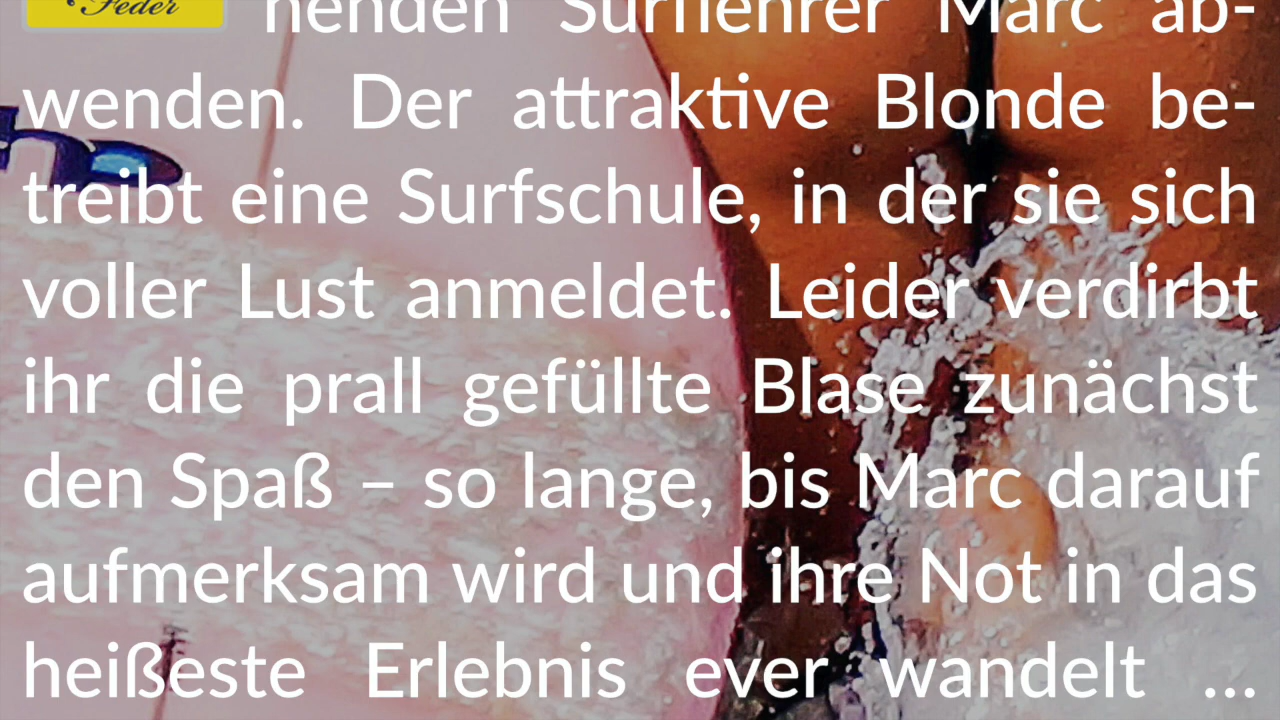 Feder
nenden Surflehrer Marc ab-
wenden. Der attraktive Blonde be-
treibt eine Surfschule, in der sie sich
voller Lust anmeldet. Leider verdirbt
ihr die prall gefüllte Blase zunächst
den Spaß – so lange, bis Marc darauf
aufmerksam wird und ihre Not in das
heißeste Erlebnis ever wandelt ...